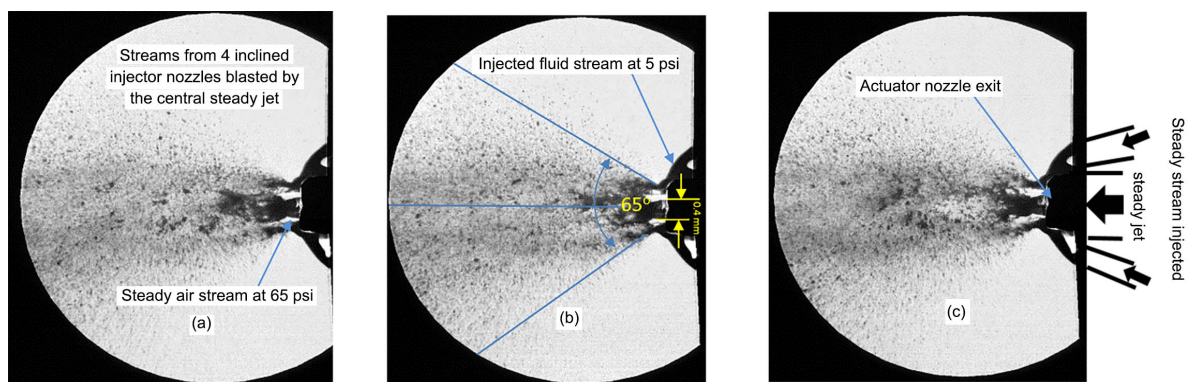 Streams from 4 inclined
injector nozzles blasted by
the central steady jet
Steady air stream at 65 psi
(a)
Injected fluid stream at 5 psi
65⁰
0.4 mm
(b)
Actuator nozzle exit
(c)
steady jet
Steady stream injected